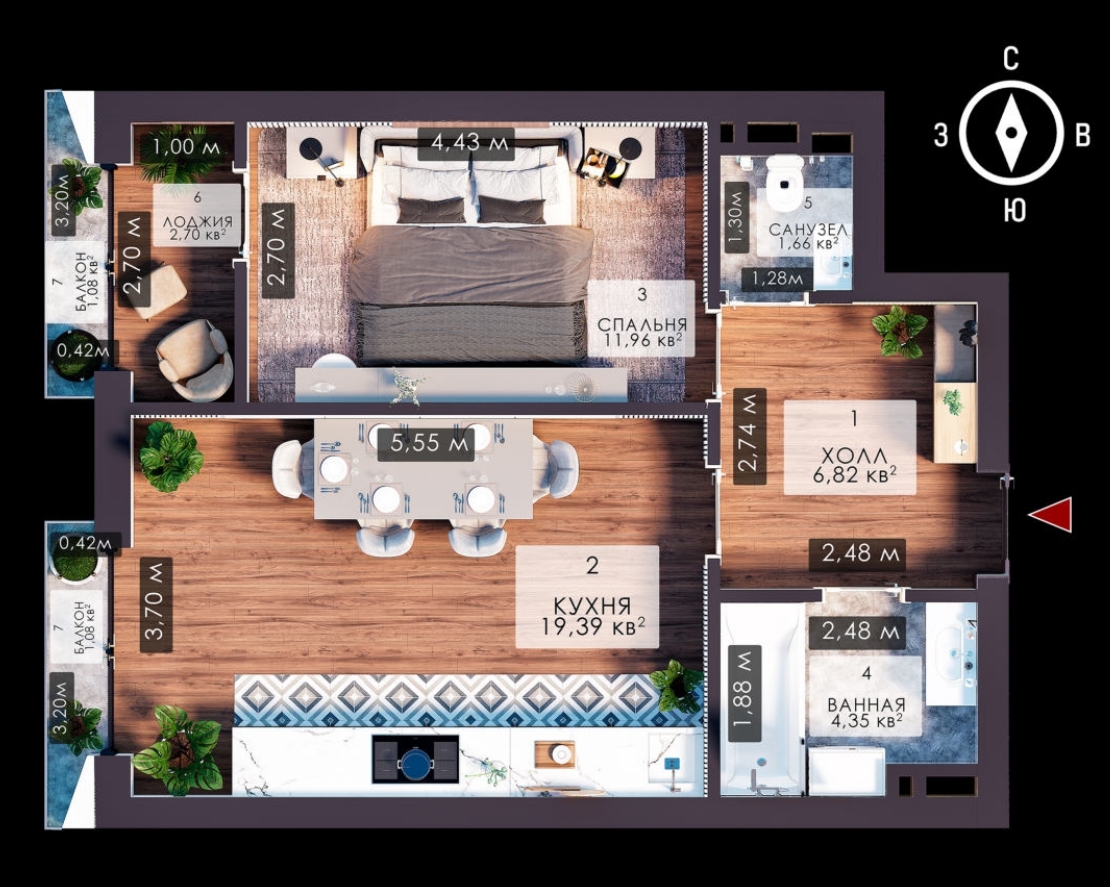 С
З
В
Ю
1,00 м
6
ЛОДЖИЯ
2,70 кв²
2,70 м
3,20м
7
БАЛКОН
1,08 кв²
0,42м
4,43 м
2,70 м
3
СПАЛЬНЯ
11,96 кв²
1,30м
5
САНУЗЕЛ
1,66 кв²
1,28м
2,74 м
1
ХОЛЛ
6,82 кв²
2,48 м
5,55 м
0,42м
7
БАЛКОН
1,08 кв²
3,20м
3,70 м
2
КУХНЯ
19,39 кв²
1,88 м
2,48 м
4
ВАННАЯ
4,35 кв²